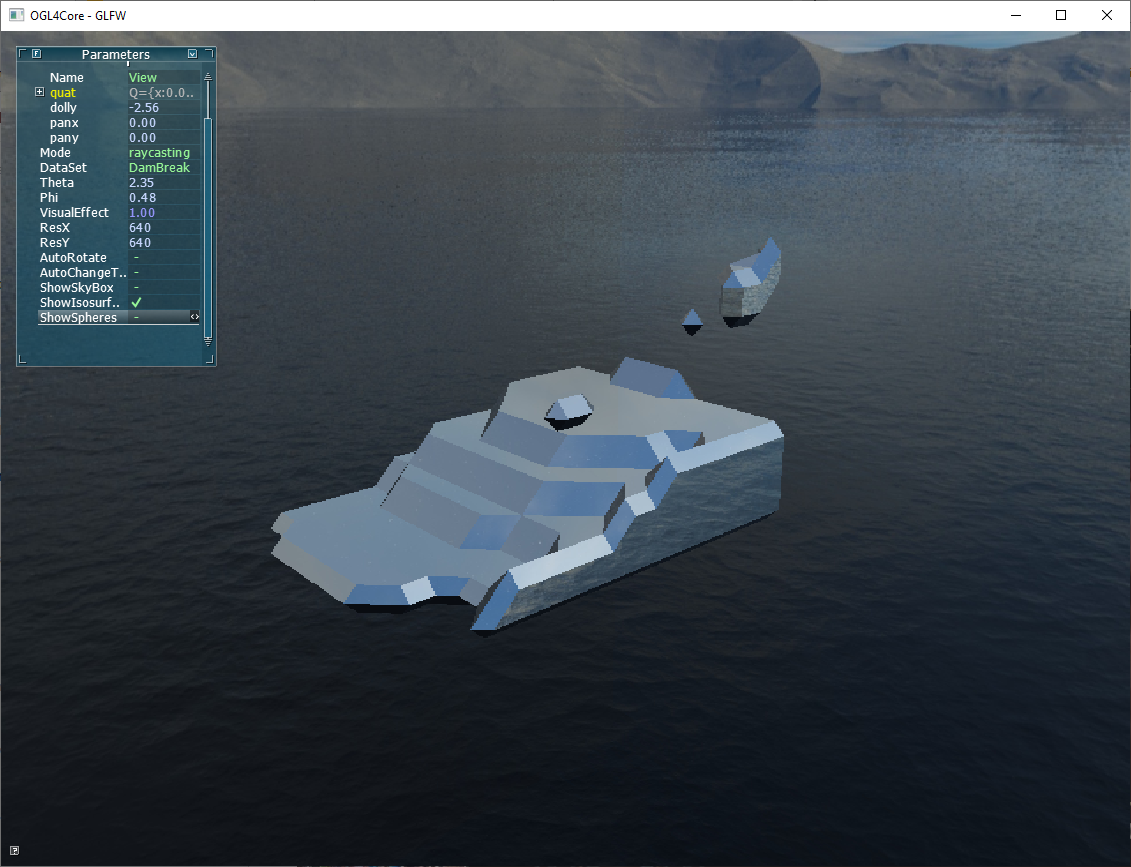 OGL4Core - GLFW
Parameters
Name View
quat Q={x:0.0..
dolly -2.56
panx 0.00
pany 0.00
Mode raycasting
DataSet DamBreak
Theta 2.35
Phi 0.48
VisualEffect 1.00
ResX 640
ResY 640
AutoRotate -
AutoChangeT.. -
ShowSkyBox -
ShowIsosurf.. ✓
ShowSpheres -